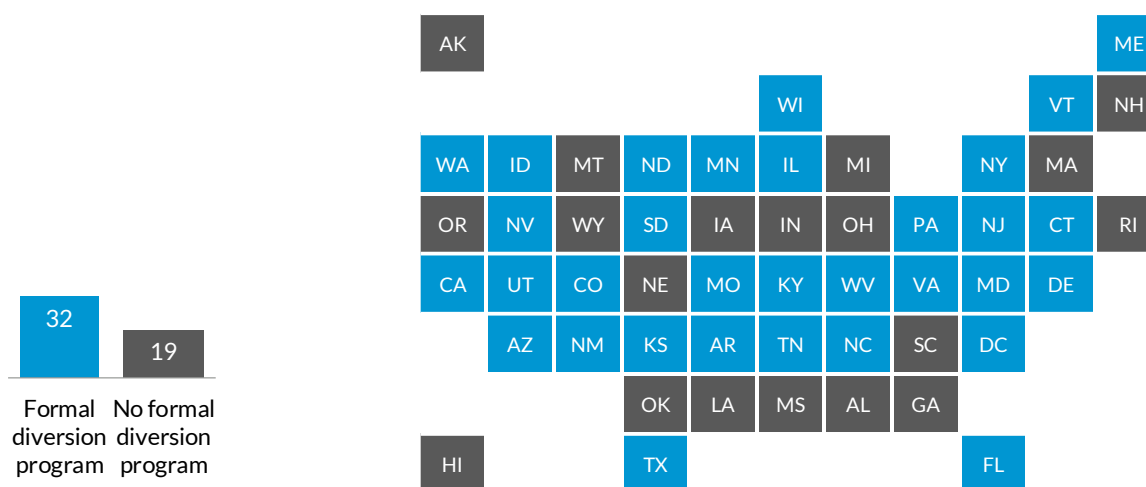 AK ME
WI VT NH
WA ID MT ND MN IL MI NY MA
OR NV WY SD IA IN OH PA NJ CT RI
CA UT CO NE MO KY WV VA MD DE
AZ NM KS AR TN NC SC DC
OK LA MS AL GA
HI TX FL
32
19
Formal diversion program
No formal diversion program